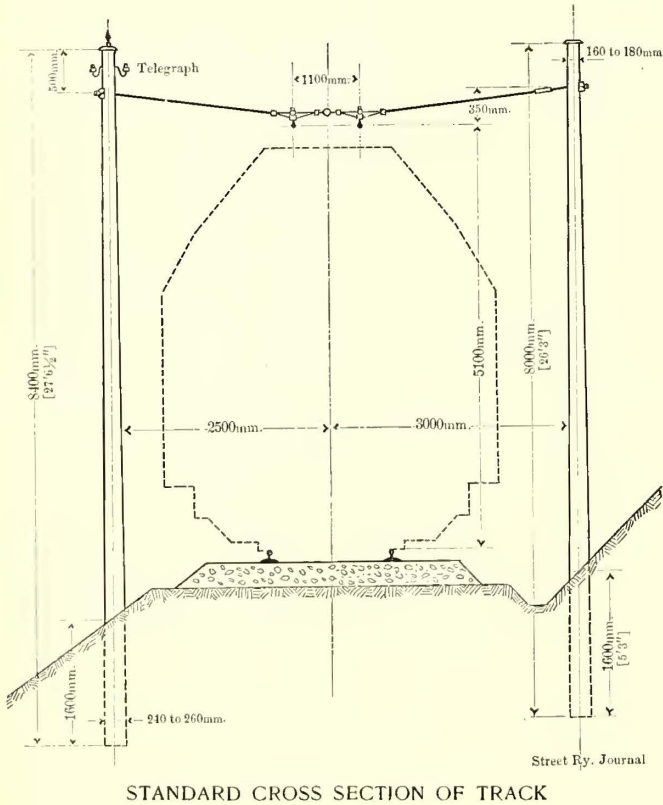 500mm.
Telegraph
1100mm.
160 to 180mm
350mm.
8400mm.
[27'6½"]
5100mm.
8000mm.
[26'3"]
2500mm.
3000mm.
1600mm.
240 to 260mm.
1600mm.
[5'3"]
Street Ry. Journal
STANDARD CROSS SECTION OF TRACK